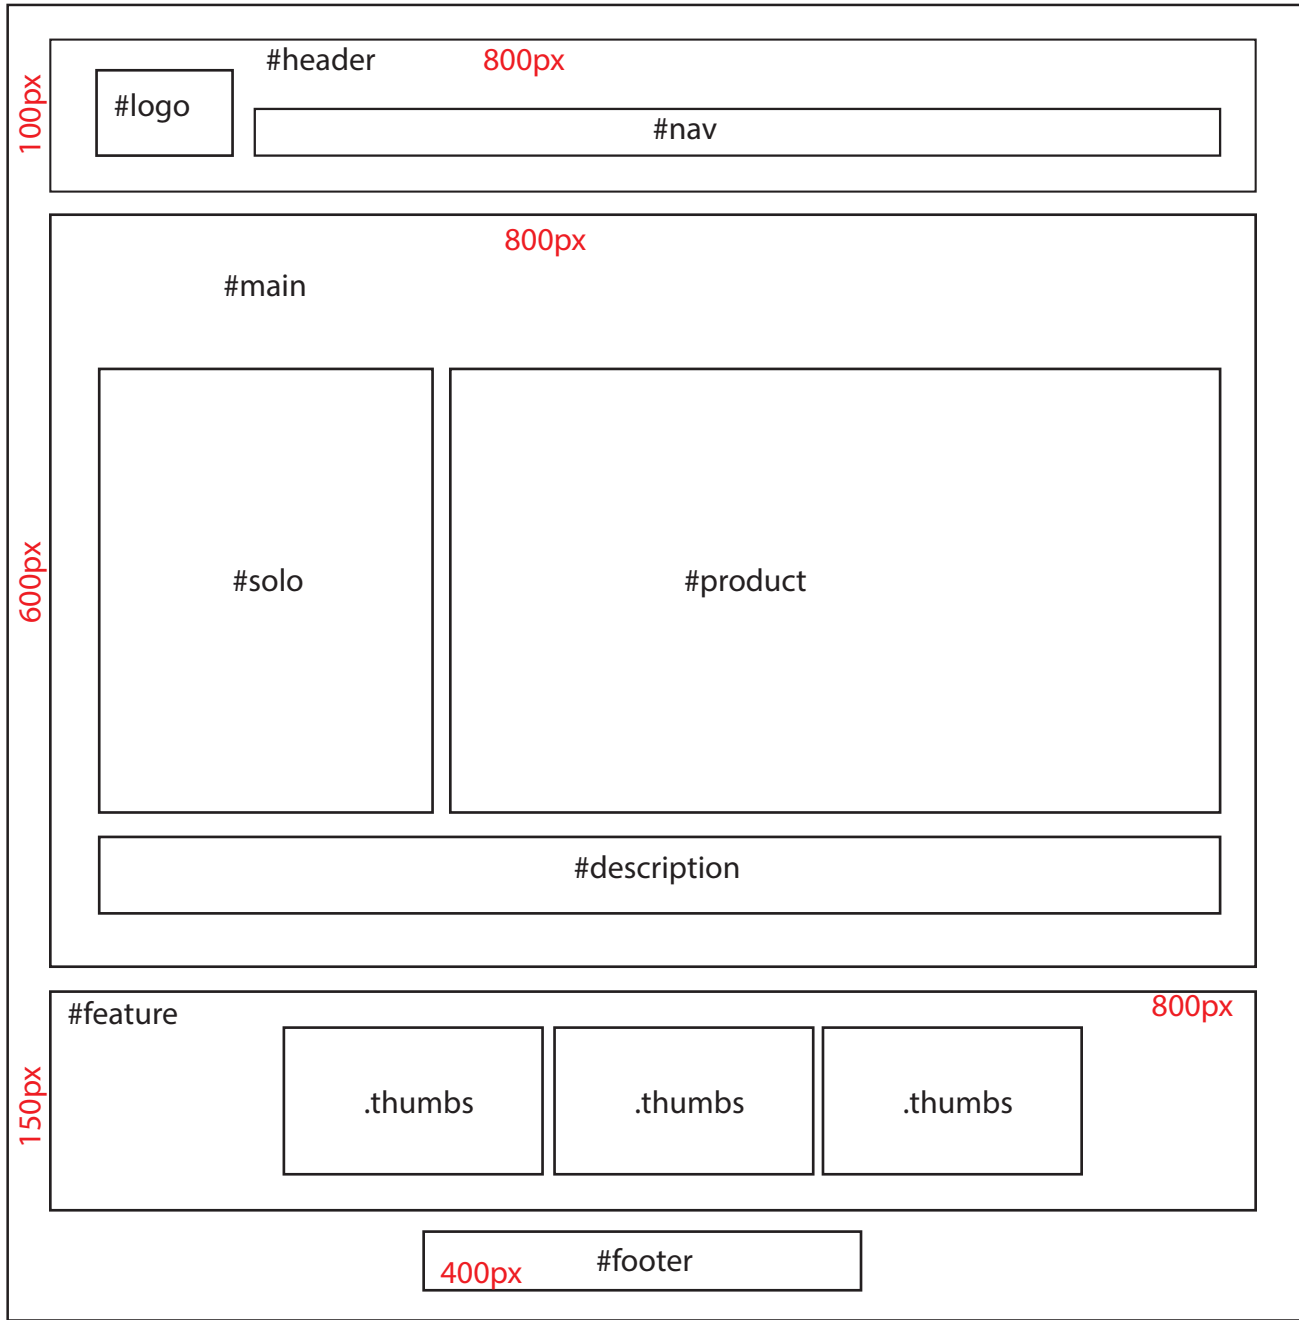 #header
800px
100px
#logo
#nav
800px
#main
600px
#solo
#product
#description
#feature
800px
150px
.thumbs
.thumbs
.thumbs
#footer
400px